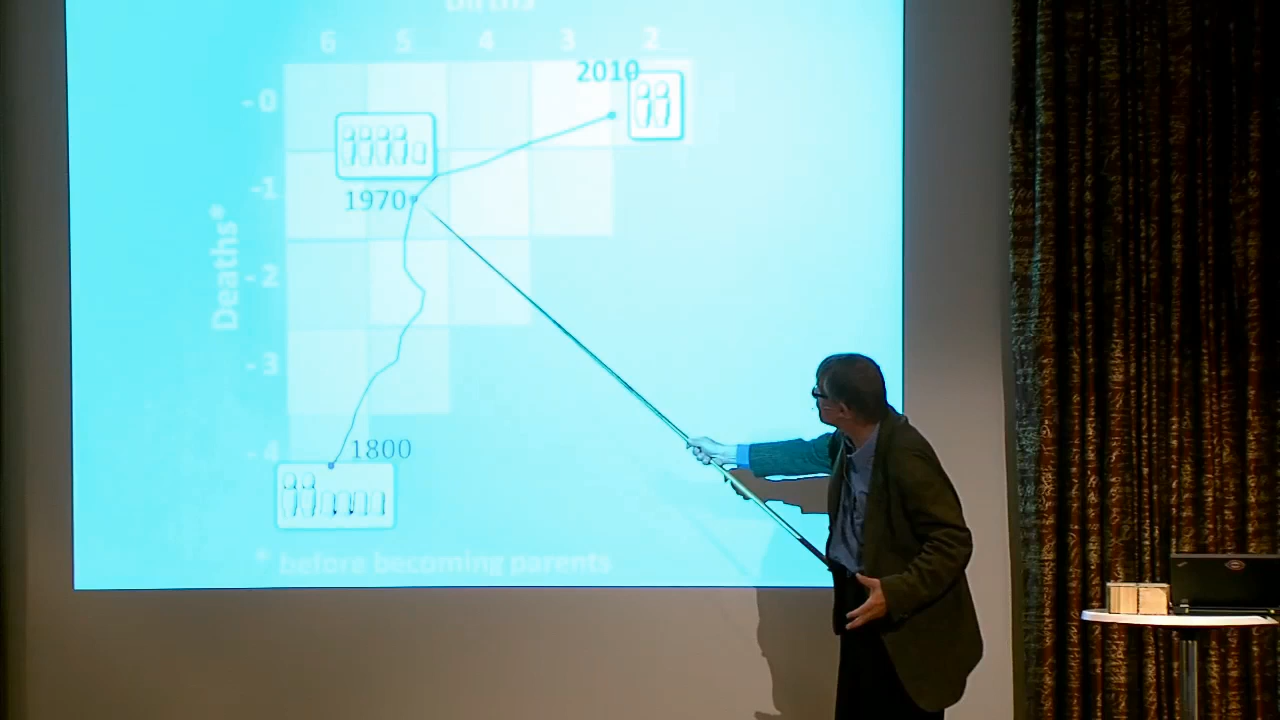 Births
6 5 4 3 2
2010
- 0
-1
1970
Deaths*
- 2
- 3
1800
- 4
* before becoming parents